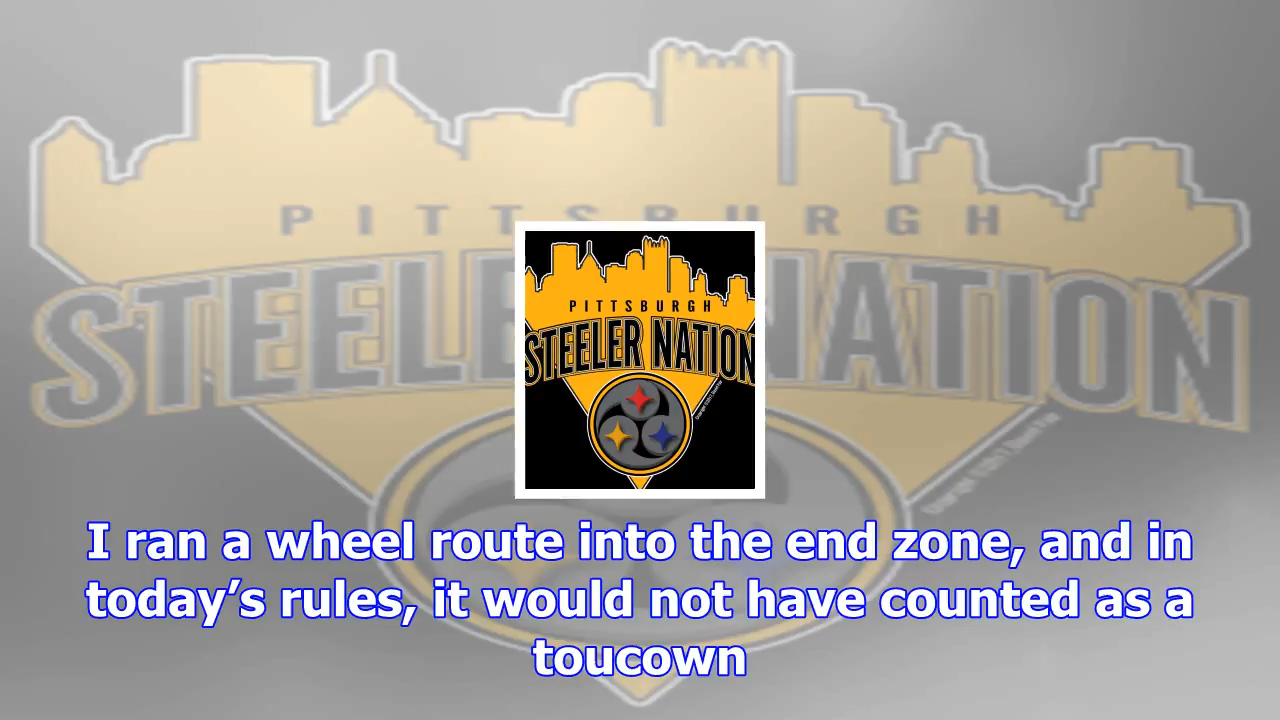 PITTSBURGH
STEELER NATION
PITTSBURGH
STEELER NATION
I ran a wheel route into the end zone, and in
today’s rules, it would not have counted as a
toucown